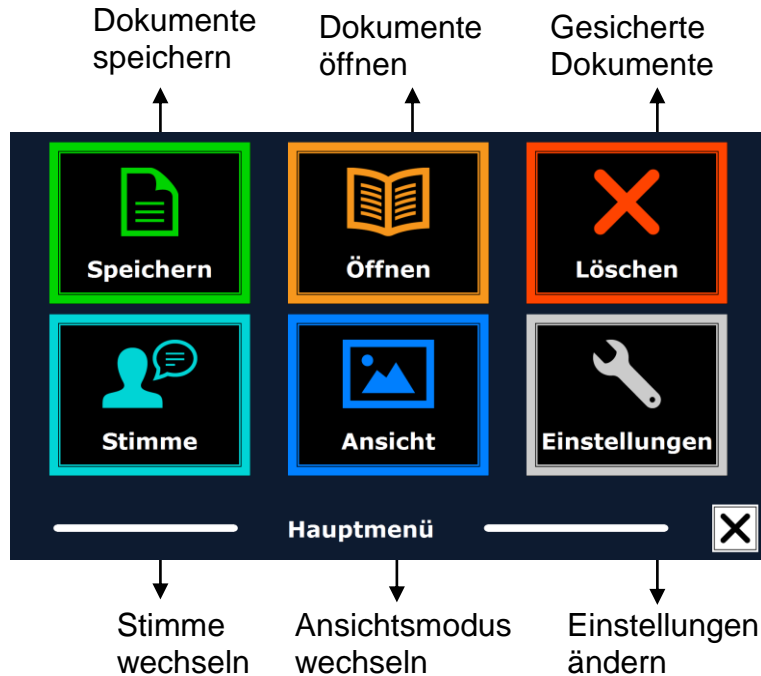 Dokumente
speichern
Dokumente
öffnen
Gesicherte
Dokumente
Speichern
Öffnen
Löschen
Stimme
Ansicht
Einstellungen
Hauptmenü
Stimme
wechseln
Ansichtsmodus
wechseln
Einstellungen
ändern